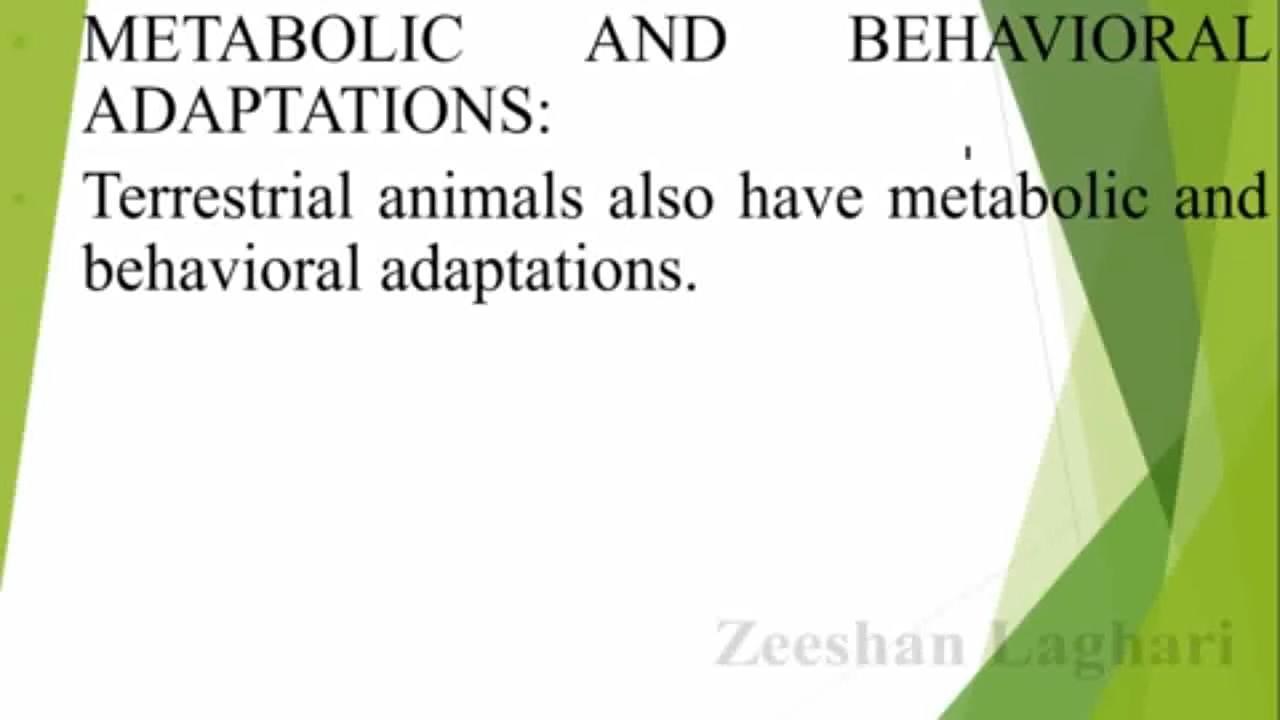 METABOLIC AND BEHAVIORAL
ADAPTATIONS:
Terrestrial animals also have metabolic and
behavioral adaptations.
Zeeshan Laghari